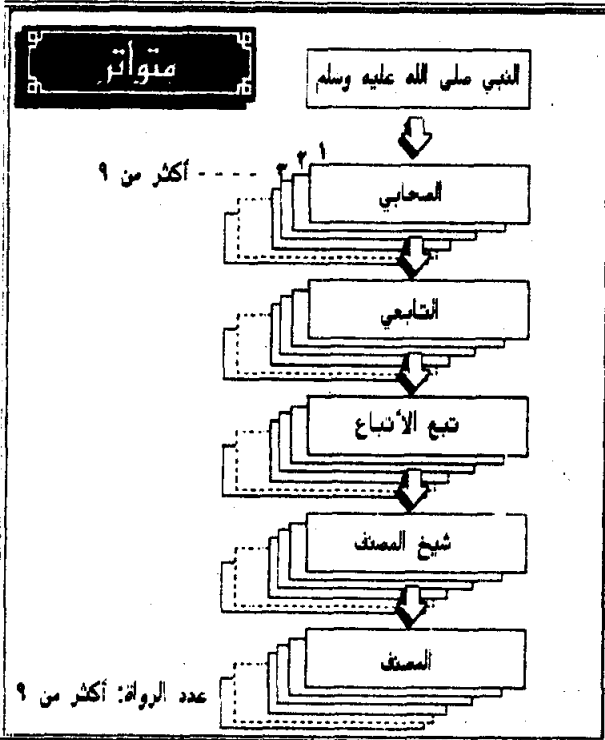 متواتر
النبي صلى الله عليه وسلم
١ ٢ ٣ - - - - أكثر من ٩
الصحابي
التابعي
تبع الأتباع
شيخ المصنف
المصنف
عدد الرواة: أكثر من ٩